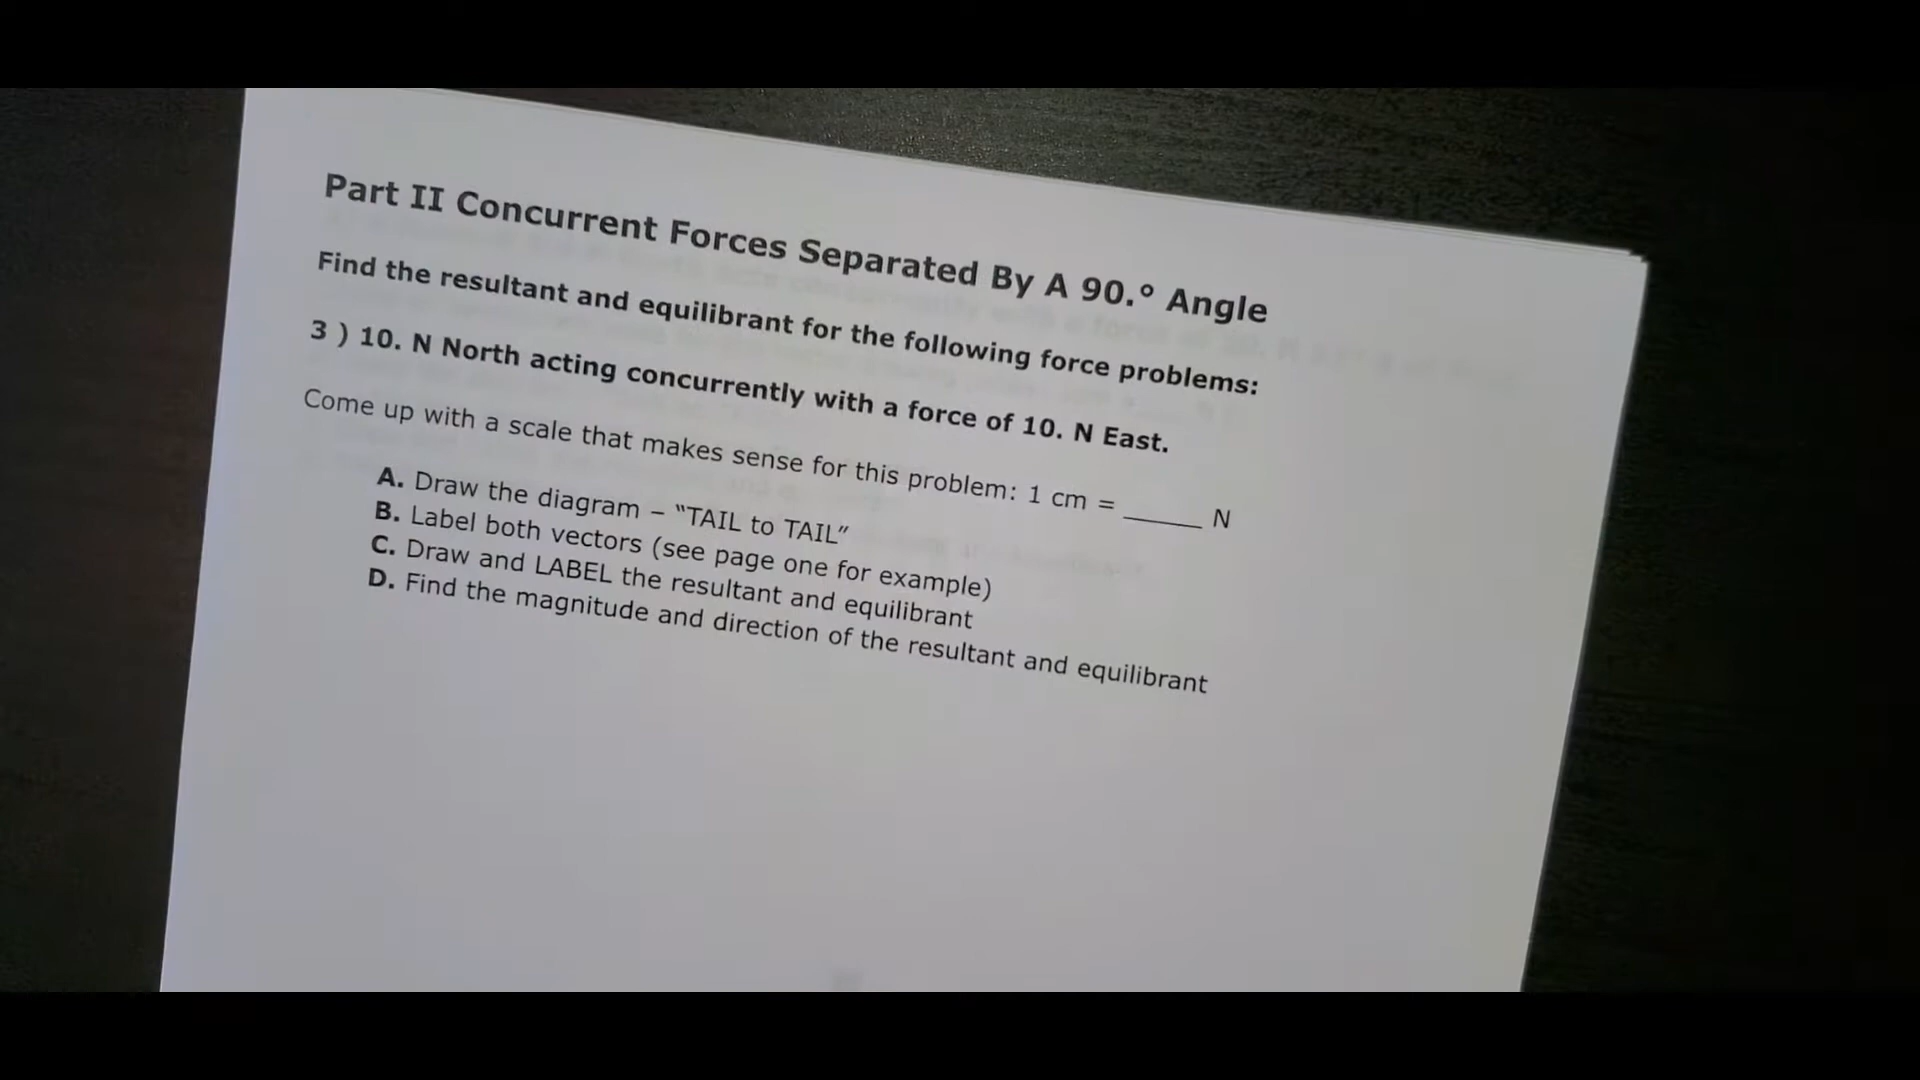 Part II Concurrent Forces Separated By A 90.° Angle
Find the resultant and equilibrant for the following force problems:
3 ) 10. N North acting concurrently with a force of 10. N East.
Come up with a scale that makes sense for this problem: 1 cm = _____ N
A. Draw the diagram – “TAIL to TAIL”
B. Label both vectors (see page one for example)
C. Draw and LABEL the resultant and equilibrant
D. Find the magnitude and direction of the resultant and equilibrant